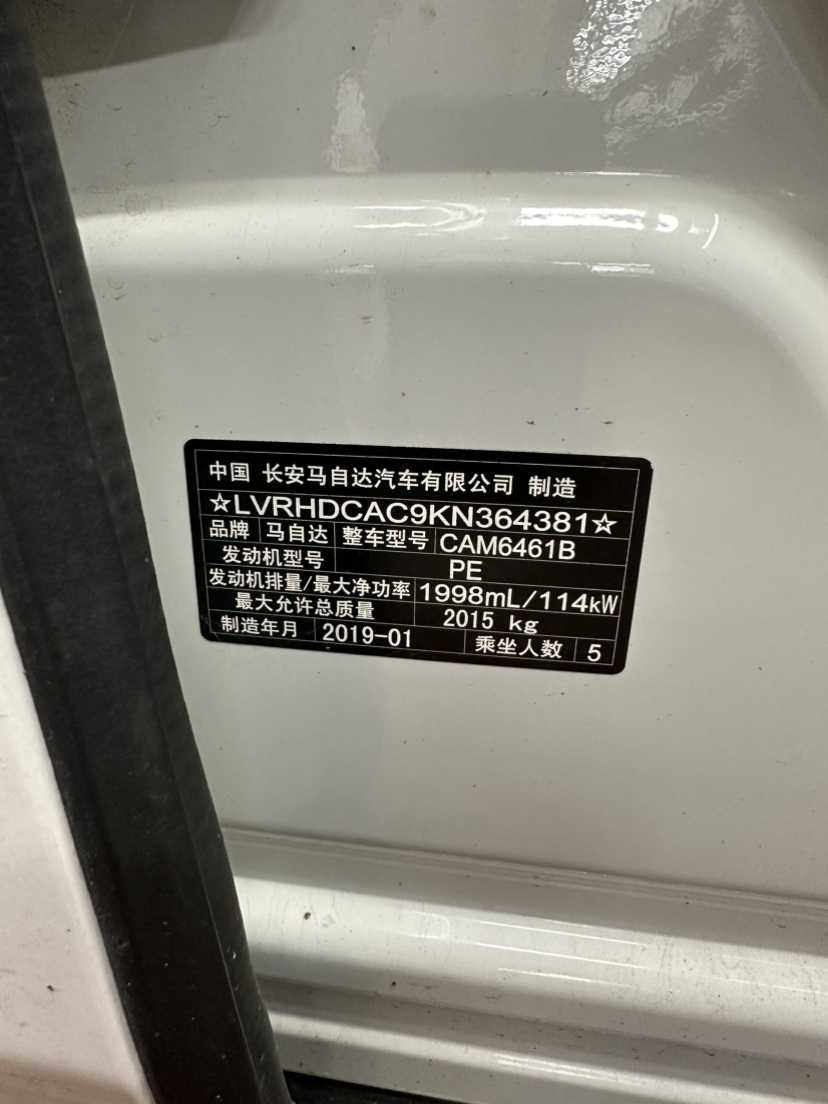 中国 长安马自达汽车有限公司 制造
☆LVRHDCAC9KN364381☆
品牌 马自达 整车型号 CAM6461B
发动机型号 PE
发动机排量/最大净功率 1998mL/114kW
最大允许总质量 2015 kg
制造年月 2019-01 乘坐人数 5